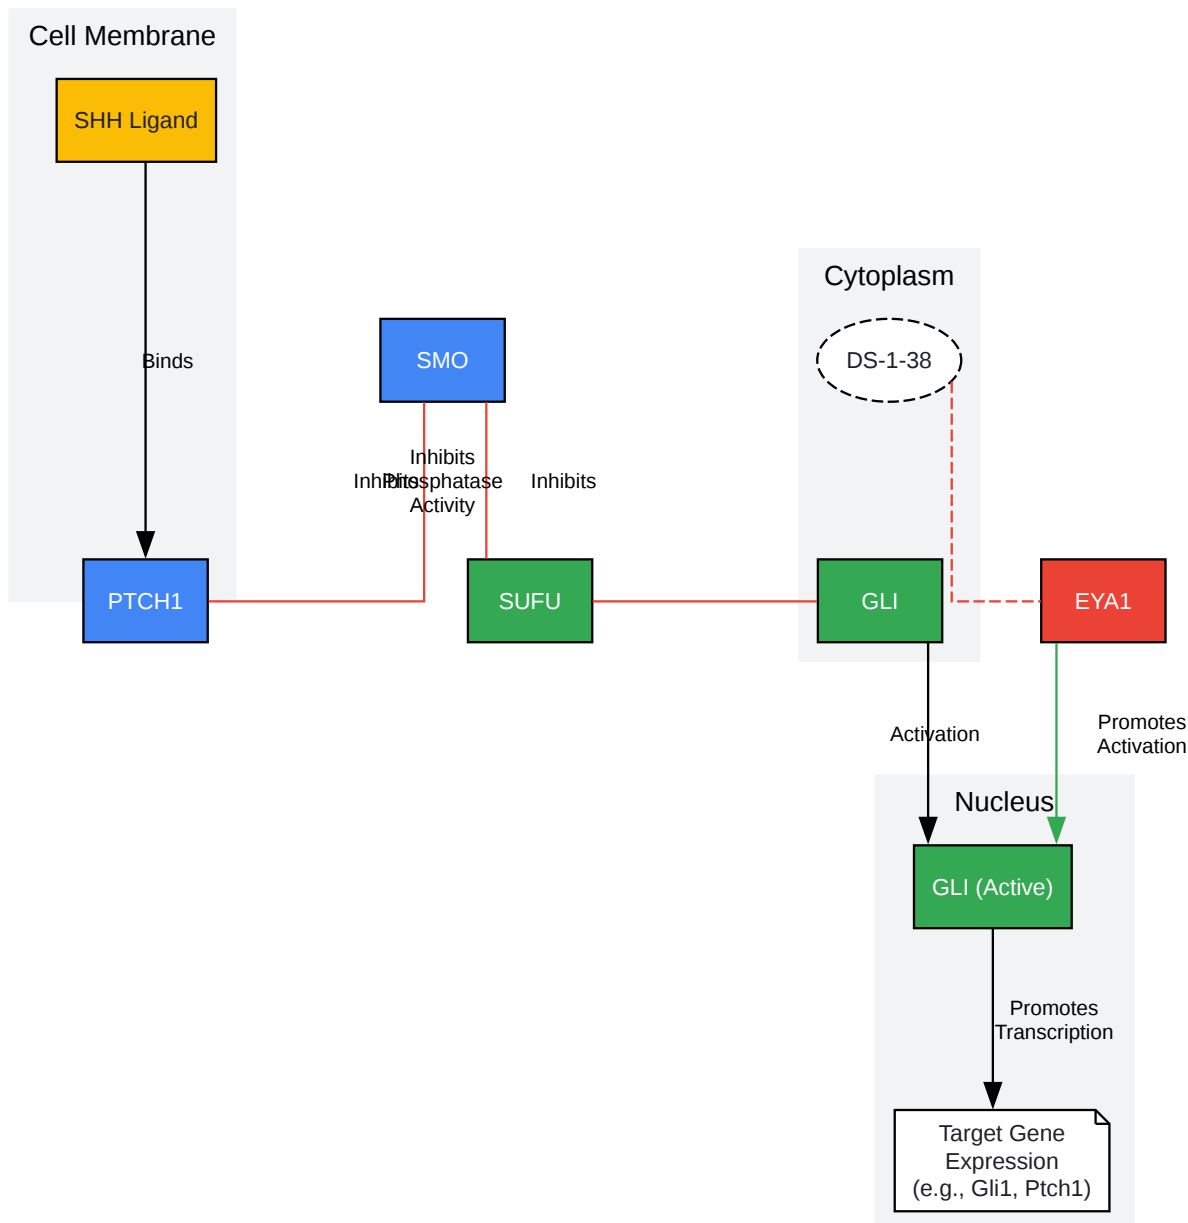 Cell Membrane
SHH Ligand
Cytoplasm
Binds
SMO
DS-1-38
Inhibits
Inhibits
Phosphatase
Activity
Inhibits
PTCH1
SUFU
GLI
EYA1
Activation
Promotes
Activation
Nucleus
GLI (Active)
Promotes
Transcription
Target Gene
Expression
(e.g., Gli1, Ptch1)